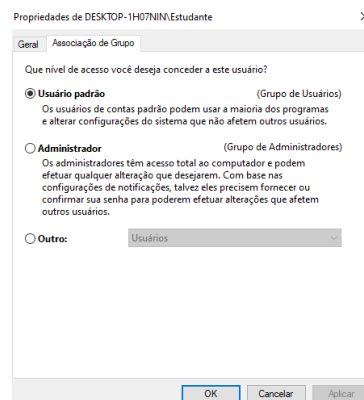 Propriedades de DESKTOP-1H07NIN\Estudante
Geral Associação de Grupo
Que nível de acesso você deseja conceder a este usuário?
Usuário padrão (Grupo de Usuários)
Os usuários de contas padrão podem usar a maioria dos programas
e alterar configurações do sistema que não afetem outros usuários.
Administrador (Grupo de Administradores)
Os administradores têm acesso total ao computador e podem
efetuar qualquer alteração que desejarem. Com base nas
configurações de notificações, talvez eles precisem fornecer ou
confirmar sua senha para poderem efetuar alterações que afetem
outros usuários.
Outro: Usuários
OK Cancelar Aplicar